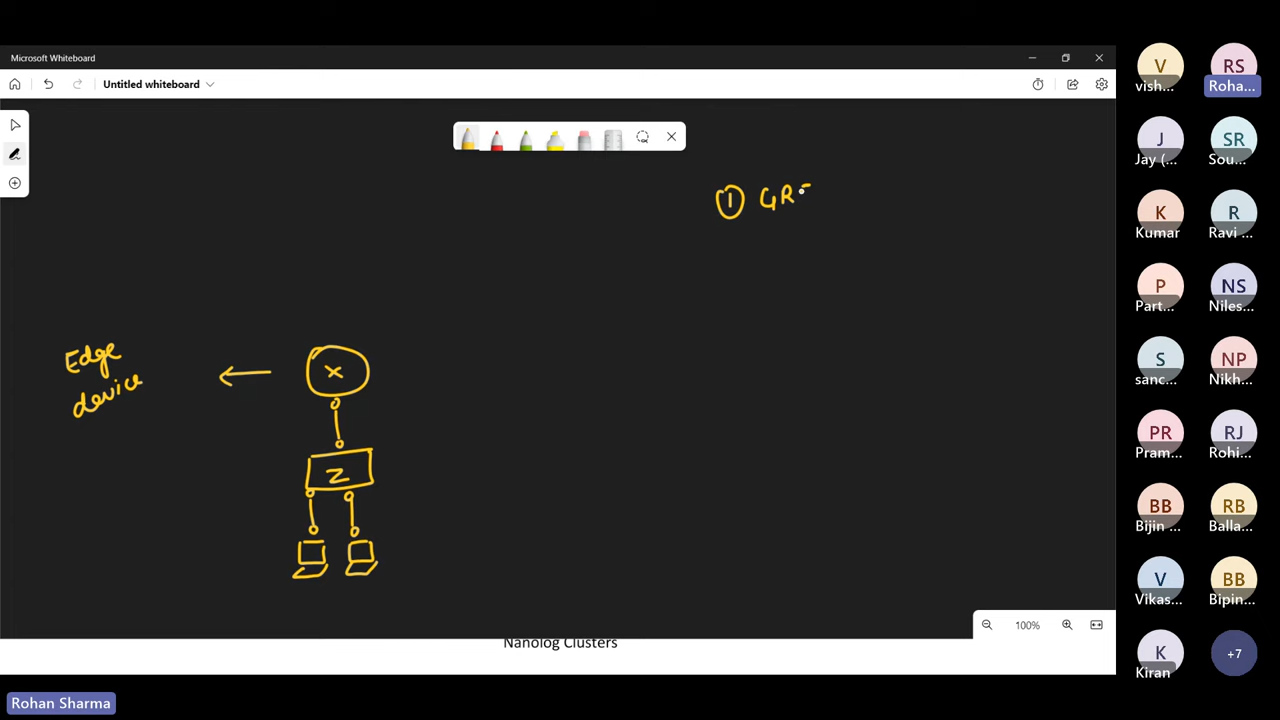 Microsoft Whiteboard
Untitled whiteboard
① GR
Edge
device
X
Z
100%
Nanolog Clusters
Rohan Sharma
V
vish...
RS
Roha...
J
Jay (...
SR
Sou...
K
Kumar
R
Ravi ...
P
Part...
NS
Niles...
S
sanc...
NP
Nikh...
PR
Pram...
RJ
Rohi...
BB
Bijin ...
RB
Balla...
V
Vikas...
BB
Bipin...
K
Kiran
+7